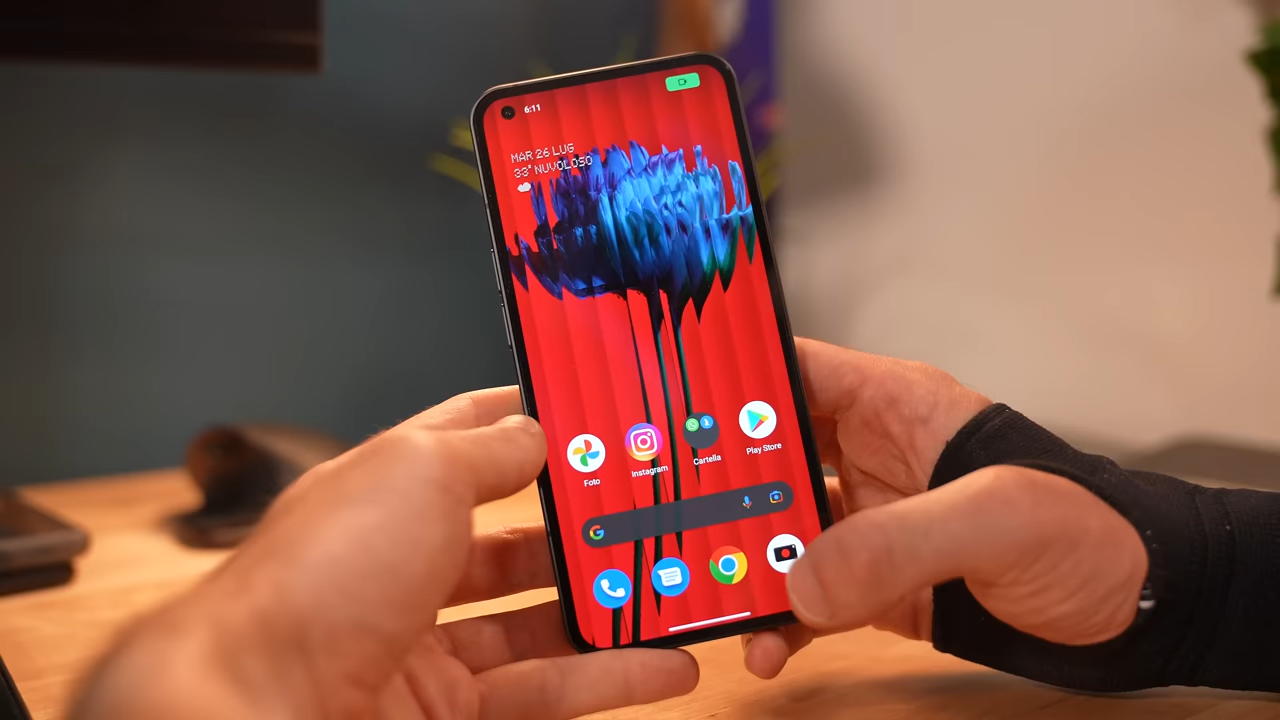 6:11
MAR 26 LUG
33° NUVOLOSO
Foto
Instagram
Cartella
Play Store